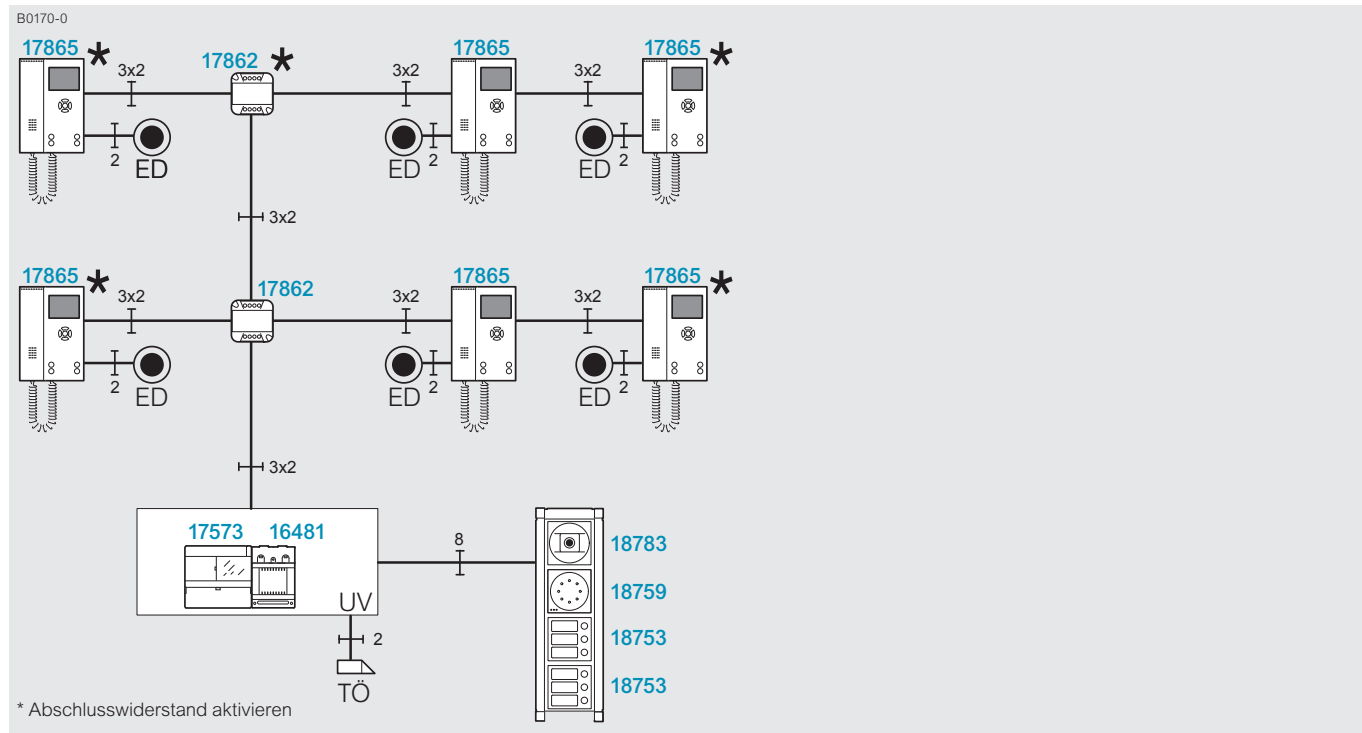 B0170-0
17865 *
17862 *
17865
17865 *
3x2
3x2
3x2
2
ED
ED
2
ED
2
3x2
17865 *
17862
17865
17865 *
3x2
3x2
3x2
2
ED
ED
2
ED
2
3x2
17573 16481
UV
8
18783
18759
18753
18753
2
TÖ
* Abschlusswiderstand aktivieren